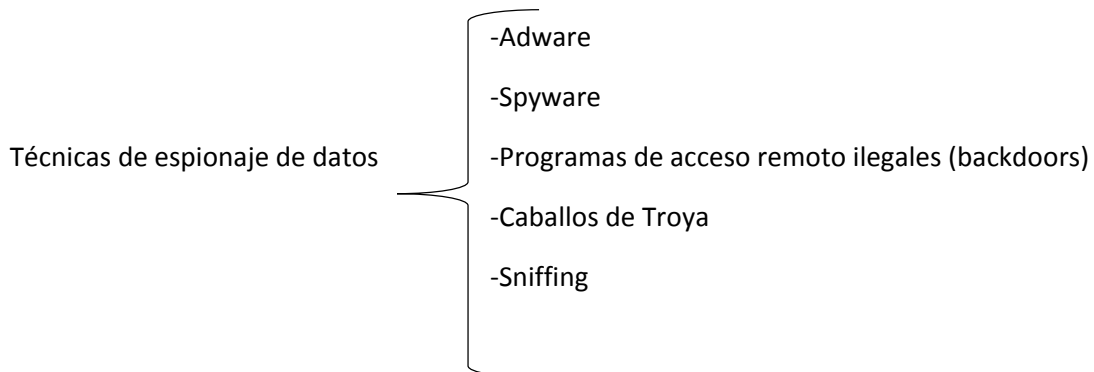 -Adware
-Spyware
Técnicas de espionaje de datos
-Programas de acceso remoto ilegales (backdoors)
-Caballos de Troya
-Sniffing